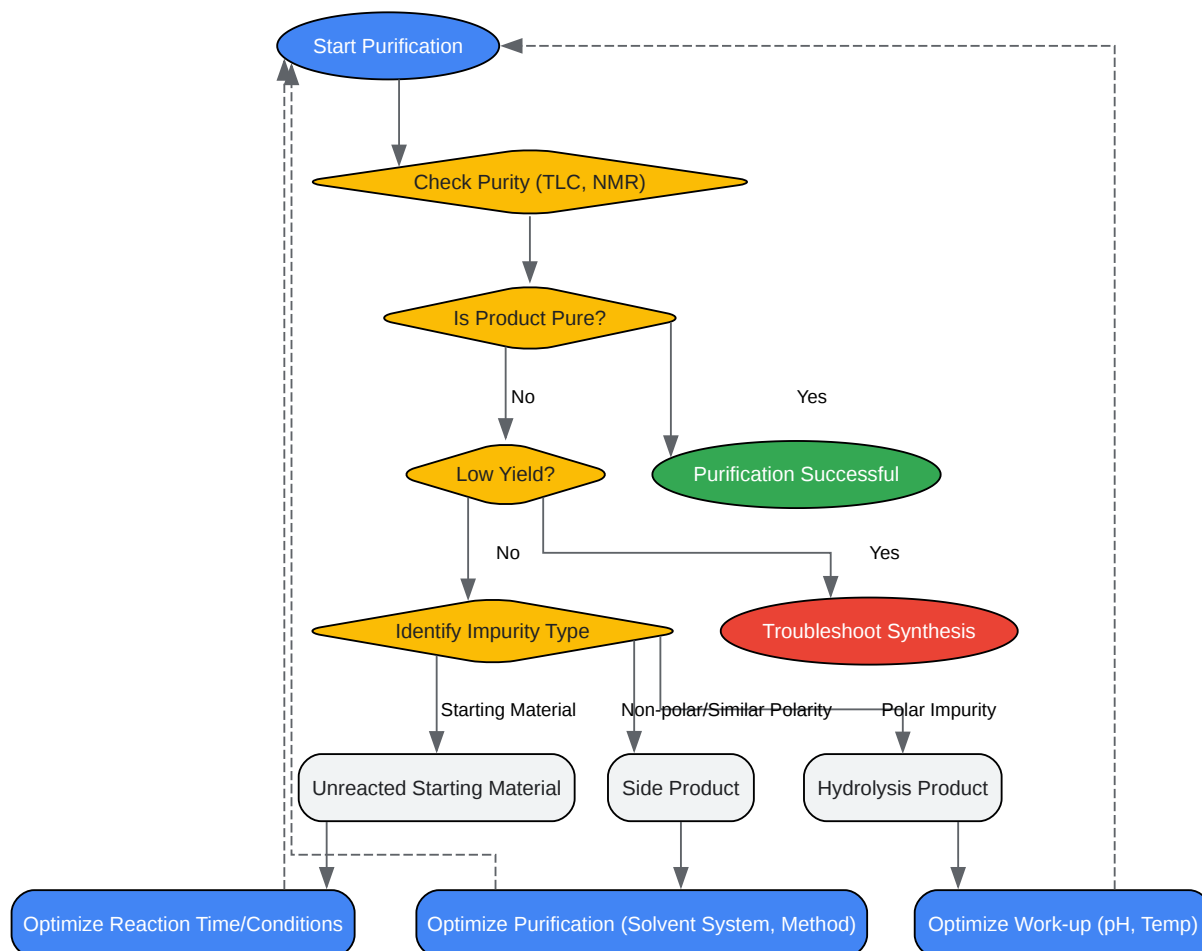 Start Purification
Check Purity (TLC, NMR)
Is Product Pure?
No
Yes
Low Yield?
Purification Successful
No
Yes
Identify Impurity Type
Troubleshoot Synthesis
Starting Material
Non-polar/Similar Polarity
Polar Impurity
Unreacted Starting Material
Side Product
Hydrolysis Product
Optimize Reaction Time/Conditions
Optimize Purification (Solvent System, Method)
Optimize Work-up (pH, Temp)